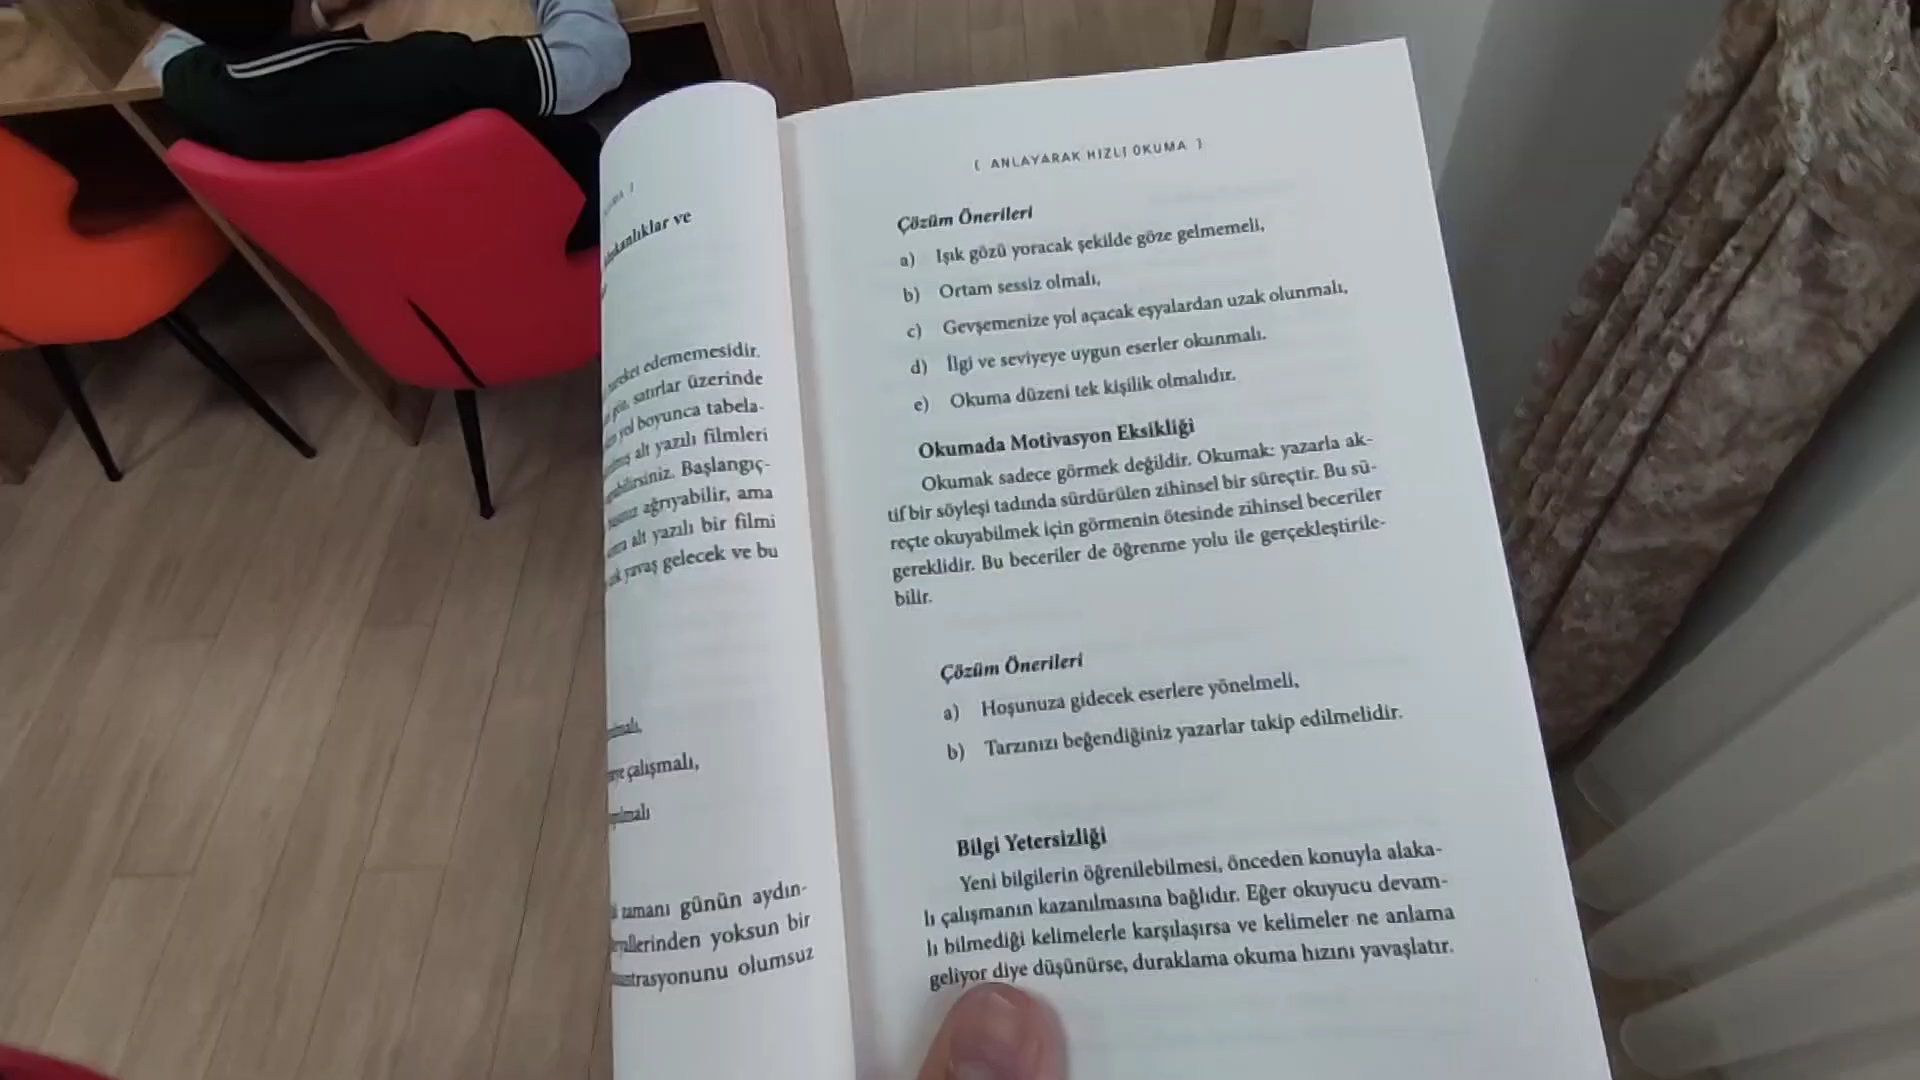 alışkanlıklar ve
hareket edememesidir.
göz, satırlar üzerinde
yol boyunca tabela-
alt yazılı filmleri
Başlangıç-
ağrıyabilir, ama
alt yazılı bir filmi
yavaş gelecek ve bu
çalışmalı,
zamanı günün aydın-
yoksun bir
olumsuz
[ ANLAYARAK HIZLI OKUMA ]
Çözüm Önerileri
a) Işık gözü yoracak şekilde göze gelmemeli,
b) Ortam sessiz olmalı,
c) Gevşemenize yol açacak eşyalardan uzak olunmalı,
d) İlgi ve seviyeye uygun eserler okunmalı.
e) Okuma düzeni tek kişilik olmalıdır.
Okumada Motivasyon Eksikliği
Okumak sadece görmek değildir. Okumak: yazarla ak-
tif bir söyleşi tadında sürdürülen zihinsel bir süreçtir. Bu sü-
reçte okuyabilmek için görmenin ötesinde zihinsel beceriler
gereklidir. Bu beceriler de öğrenme yolu ile gerçekleştirile-
bilir.
Çözüm Önerileri
a) Hoşunuza gidecek eserlere yönelmeli,
b) Tarzınızı beğendiğiniz yazarlar takip edilmelidir.
Bilgi Yetersizliği
Yeni bilgilerin öğrenilebilmesi, önceden konuyla alaka-
lı çalışmanın kazanılmasına bağlıdır. Eğer okuyucu devam-
lı bilmediği kelimelerle karşılaşırsa ve kelimeler ne anlama
geliyor diye düşünürse, duraklama okuma hızını yavaşlatır.